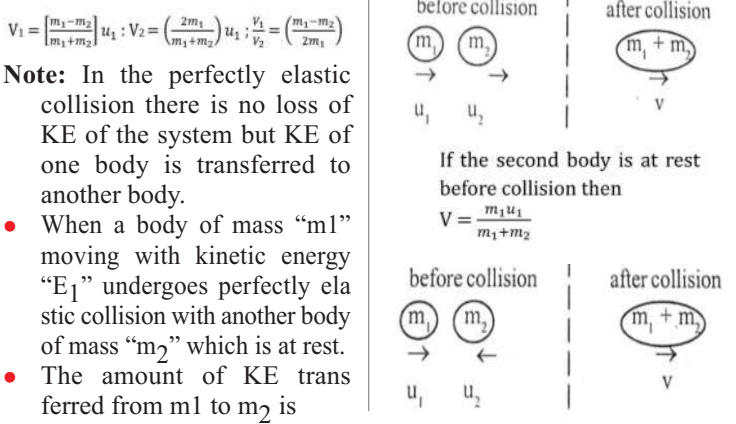 V₁ = [m₁−m₂ / m₁+m₂] u₁ : V₂ = (2m₁ / m₁+m₂) u₁ ; V₁/V₂ = (m₁−m₂ / 2m₁)
Note: In the perfectly elastic
collision there is no loss of
KE of the system but KE of
one body is transferred to
another body.
● When a body of mass “m1”
moving with kinetic energy
“E₁” undergoes perfectly ela
stic collision with another body
of mass “m₂” which is at rest.
● The amount of KE trans
ferred from m1 to m₂ is
before collision
after collision
m₁ m₂
m₁ + m₂
u₁ u₂
v
If the second body is at rest
before collision then
V = m₁u₁ / m₁+m₂
before collision
after collision
m₁ m₂
m₁ + m₂
u₁ u₂
v